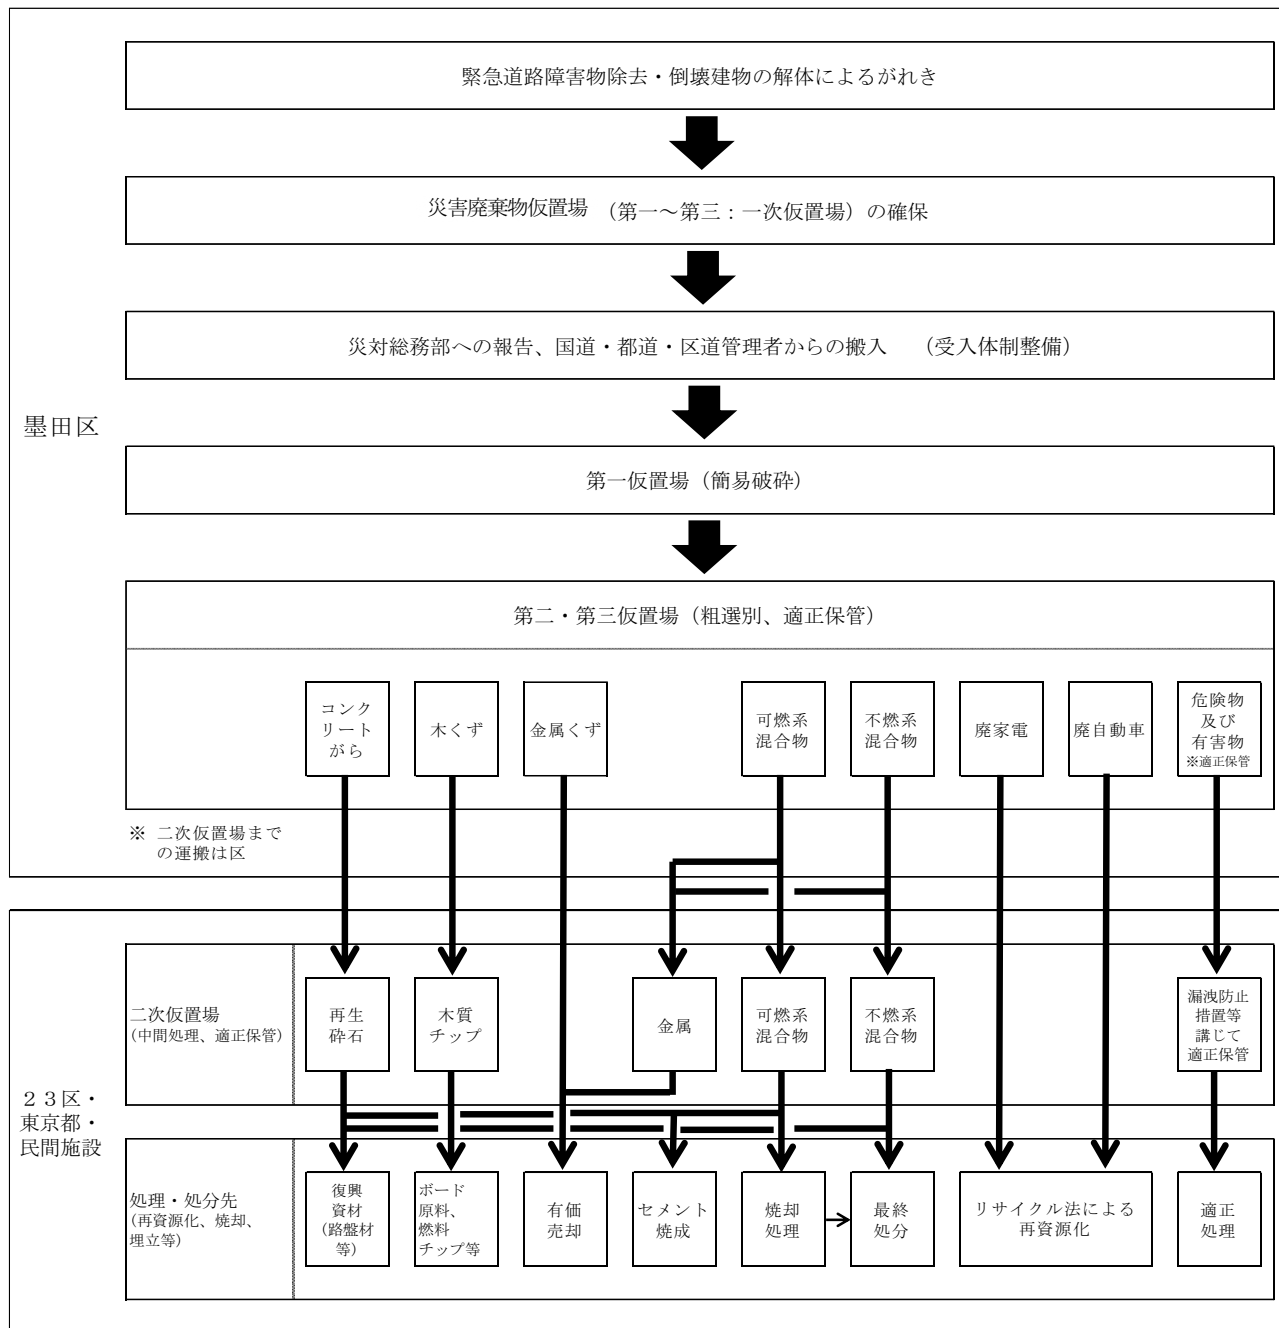 緊急道路障害物除去・倒壊建物の解体によるがれき
災害廃棄物仮置場 （第一～第三：一次仮置場）の確保
災対総務部への報告、国道・都道・区道管理者からの搬入 （受入体制整備）
墨田区
第一仮置場（簡易破砕）
第二・第三仮置場（粗選別、適正保管）
コンク
リート
がら
木くず
金属くず
可燃系
混合物
不燃系
混合物
廃家電
廃自動車
危険物
及び
有害物
※適正保管
※ 二次仮置場まで
の運搬は区
23区・
東京都・
民間施設
二次仮置場
（中間処理、適正保管）
再生
砕石
木質
チップ
金属
可燃系
混合物
不燃系
混合物
漏洩防止
措置等
講じて
適正保管
処理・処分先
（再資源化、焼却、
埋立等）
復興
資材
（路盤材
等）
ボード
原料、
燃料
チップ等
有価
売却
セメント
焼成
焼却
処理
最終
処分
リサイクル法による
再資源化
適正
処理